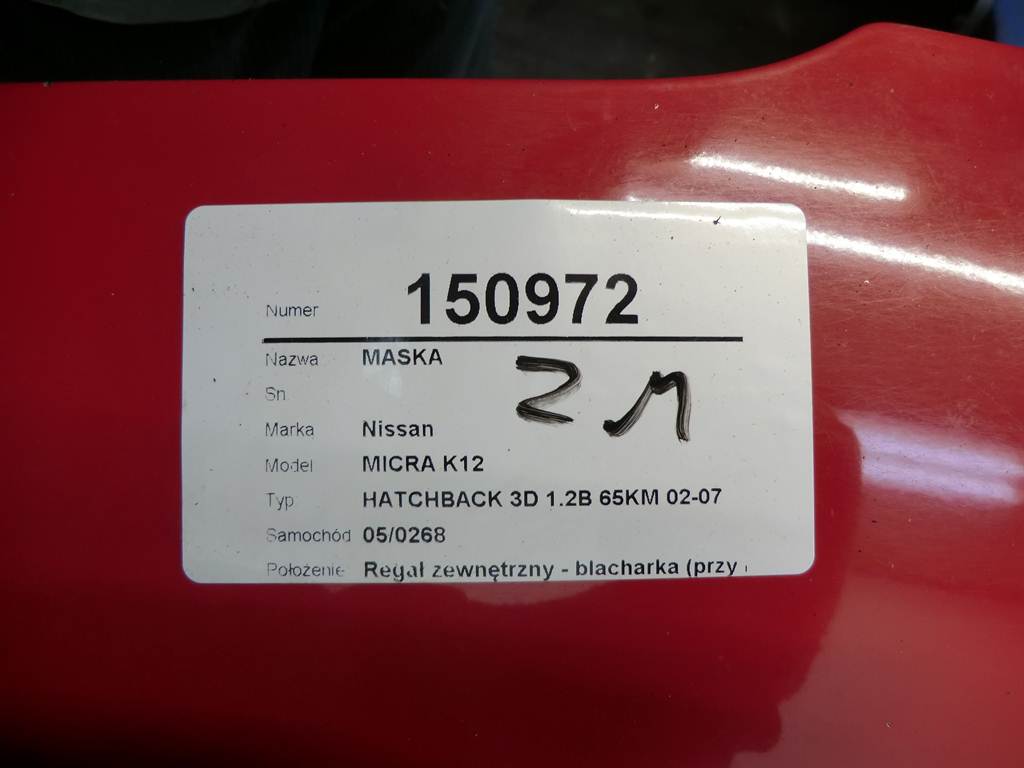 Numer 150972
Nazwa MASKA
Sn
Marka Nissan
Model MICRA K12
Typ HATCHBACK 3D 1.2B 65KM 02-07
Samochód 05/0268
Położenie Regał zewnętrzny - blacharka (przy